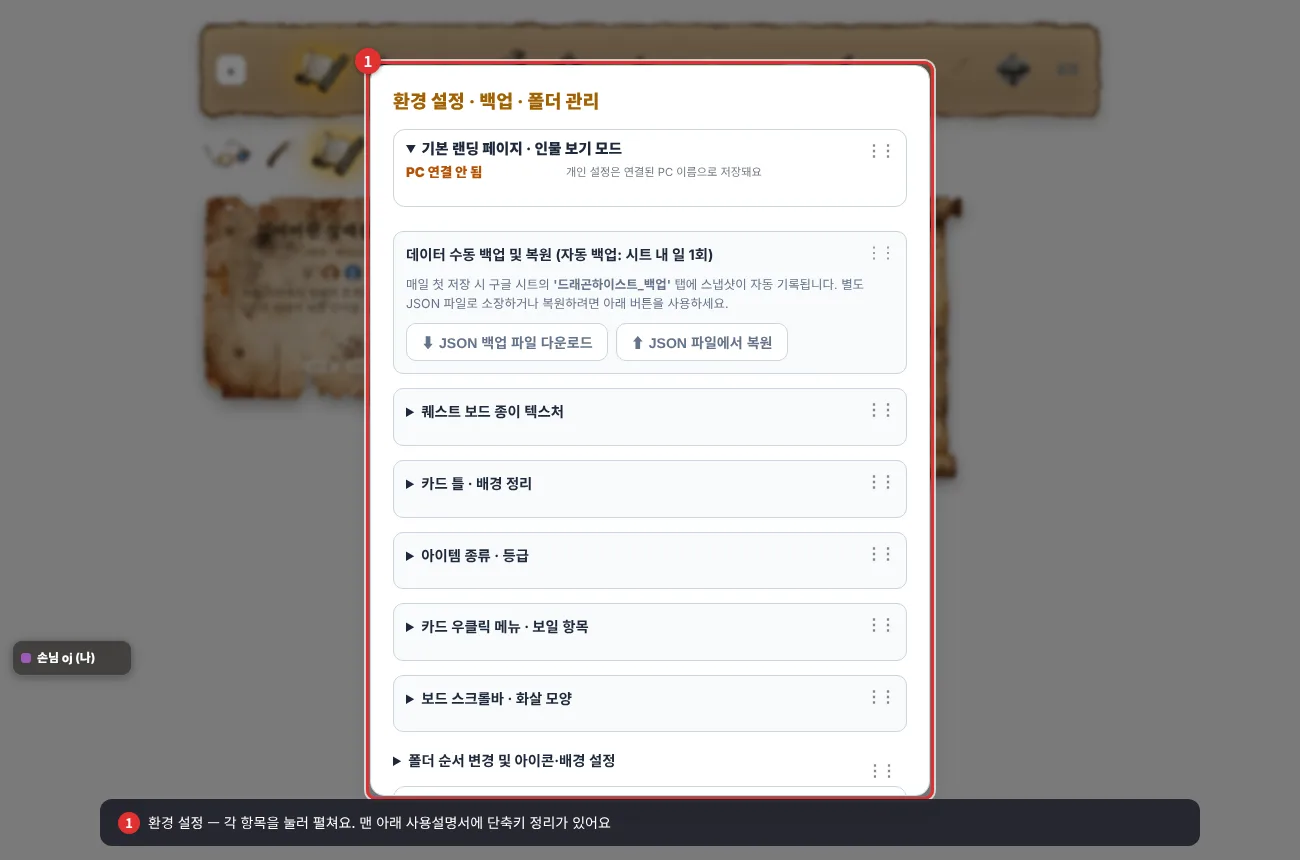 1
환경 설정 · 백업 · 폴더 관리
▼ 기본 랜딩 페이지 · 인물 보기 모드
PC 연결 안 됨
개인 설정은 연결된 PC 이름으로 저장돼요
데이터 수동 백업 및 복원 (자동 백업: 시트 내 일 1회)
매일 첫 저장 시 구글 시트의 '드래곤하이스트_백업' 탭에 스냅샷이 자동 기록됩니다. 별도
JSON 파일로 소장하거나 복원하려면 아래 버튼을 사용하세요.
⬇ JSON 백업 파일 다운로드
⬆ JSON 파일에서 복원
▶ 퀘스트 보드 종이 텍스처
▶ 카드 틀 · 배경 정리
▶ 아이템 종류 · 등급
▶ 카드 우클릭 메뉴 · 보일 항목
손님 oj (나)
▶ 보드 스크롤바 · 화살 모양
▶ 폴더 순서 변경 및 아이콘·배경 설정
1 환경 설정 — 각 항목을 눌러 펼쳐요. 맨 아래 사용설명서에 단축키 정리가 있어요